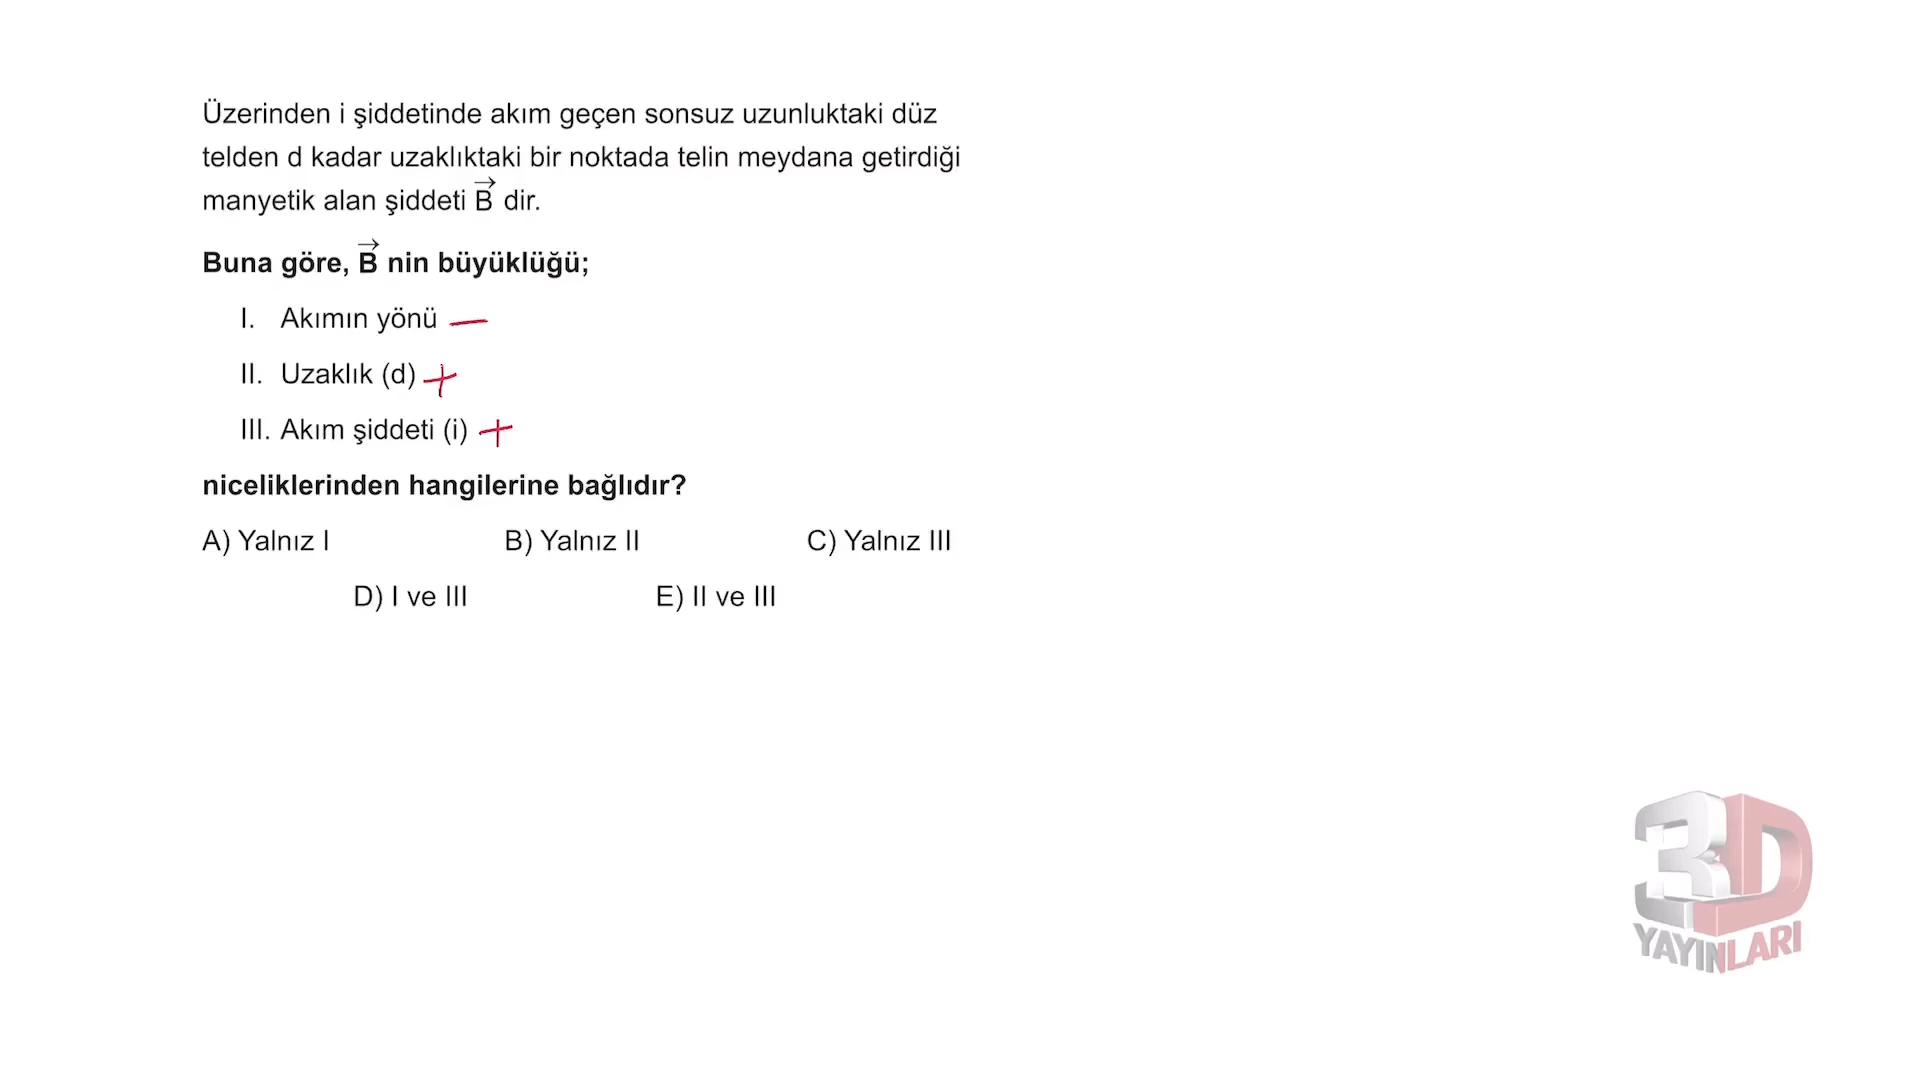 Üzerinden i şiddetinde akım geçen sonsuz uzunluktaki düz
telden d kadar uzaklıktaki bir noktada telin meydana getirdiği
manyetik alan şiddeti B⃗ dir.
Buna göre, B⃗ nin büyüklüğü;
I. Akımın yönü —
II. Uzaklık (d) +
III. Akım şiddeti (i) +
niceliklerinden hangilerine bağlıdır?
A) Yalnız I B) Yalnız II C) Yalnız III
D) I ve III E) II ve III
3D
YAYINLARI